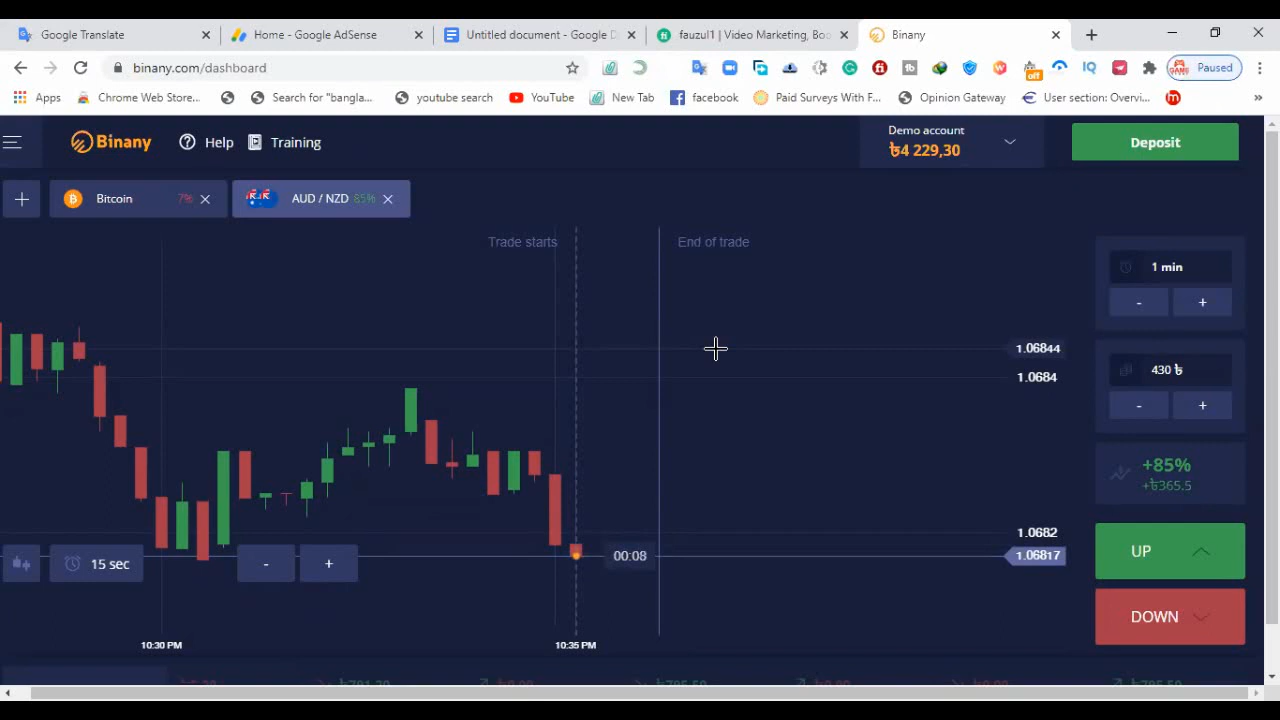 Google Translate
Home - Google AdSense
Untitled document - Google D
fauzul1 | Video Marketing, Boo
Binany
binany.com/dashboard
off
Paused
Apps
Chrome Web Store...
Search for "bangla...
youtube search
YouTube
New Tab
facebook
Paid Surveys With F...
Opinion Gateway
User section: Overvi...
»
Binany
Help
Training
Demo account
৳4 229,30
Deposit
Bitcoin 7%
AUD / NZD 85%
Trade starts
End of trade
1 min
- +
1.06844
430 ৳
1.0684
- +
+85%
+৳365.5
1.0682
UP
00:08
1.06817
15 sec
- +
DOWN
10:30 PM
10:35 PM